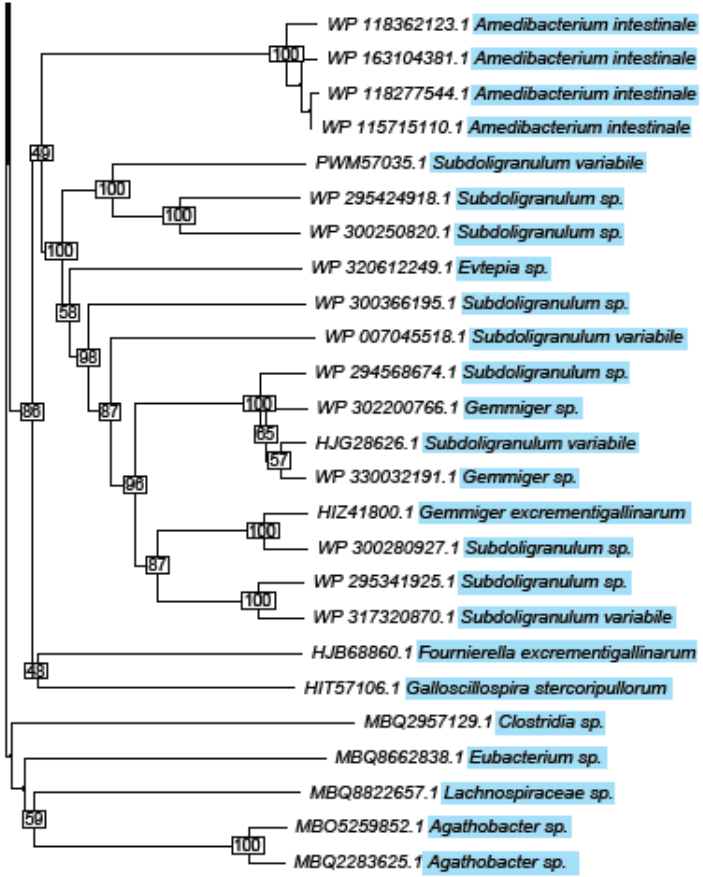 WP 118362123.1 Amedibacterium intestinale
100
WP 163104381.1 Amedibacterium intestinale
WP 118277544.1 Amedibacterium intestinale
WP 115715110.1 Amedibacterium intestinale
49
PWM57035.1 Subdoligranulum variabile
100
WP 295424918.1 Subdoligranulum sp.
100
WP 300250820.1 Subdoligranulum sp.
100
WP 320612249.1 Evtepia sp.
WP 300366195.1 Subdoligranulum sp.
58
WP 007045518.1 Subdoligranulum variabile
98
WP 294568674.1 Subdoligranulum sp.
100
WP 302200766.1 Gemmiger sp.
86
87
65
HJG28626.1 Subdoligranulum variabile
57
WP 330032191.1 Gemmiger sp.
96
HIZ41800.1 Gemmiger excrementigallinarum
100
WP 300280927.1 Subdoligranulum sp.
87
WP 295341925.1 Subdoligranulum sp.
100
WP 317320870.1 Subdoligranulum variabile
HJB68860.1 Fournierella excrementigallinarum
48
HIT57106.1 Galloscillospira stercoripullorum
MBQ2957129.1 Clostridia sp.
MBQ8662838.1 Eubacterium sp.
MBQ8822657.1 Lachnospiraceae sp.
59
MBO5259852.1 Agathobacter sp.
100
MBQ2283625.1 Agathobacter sp.